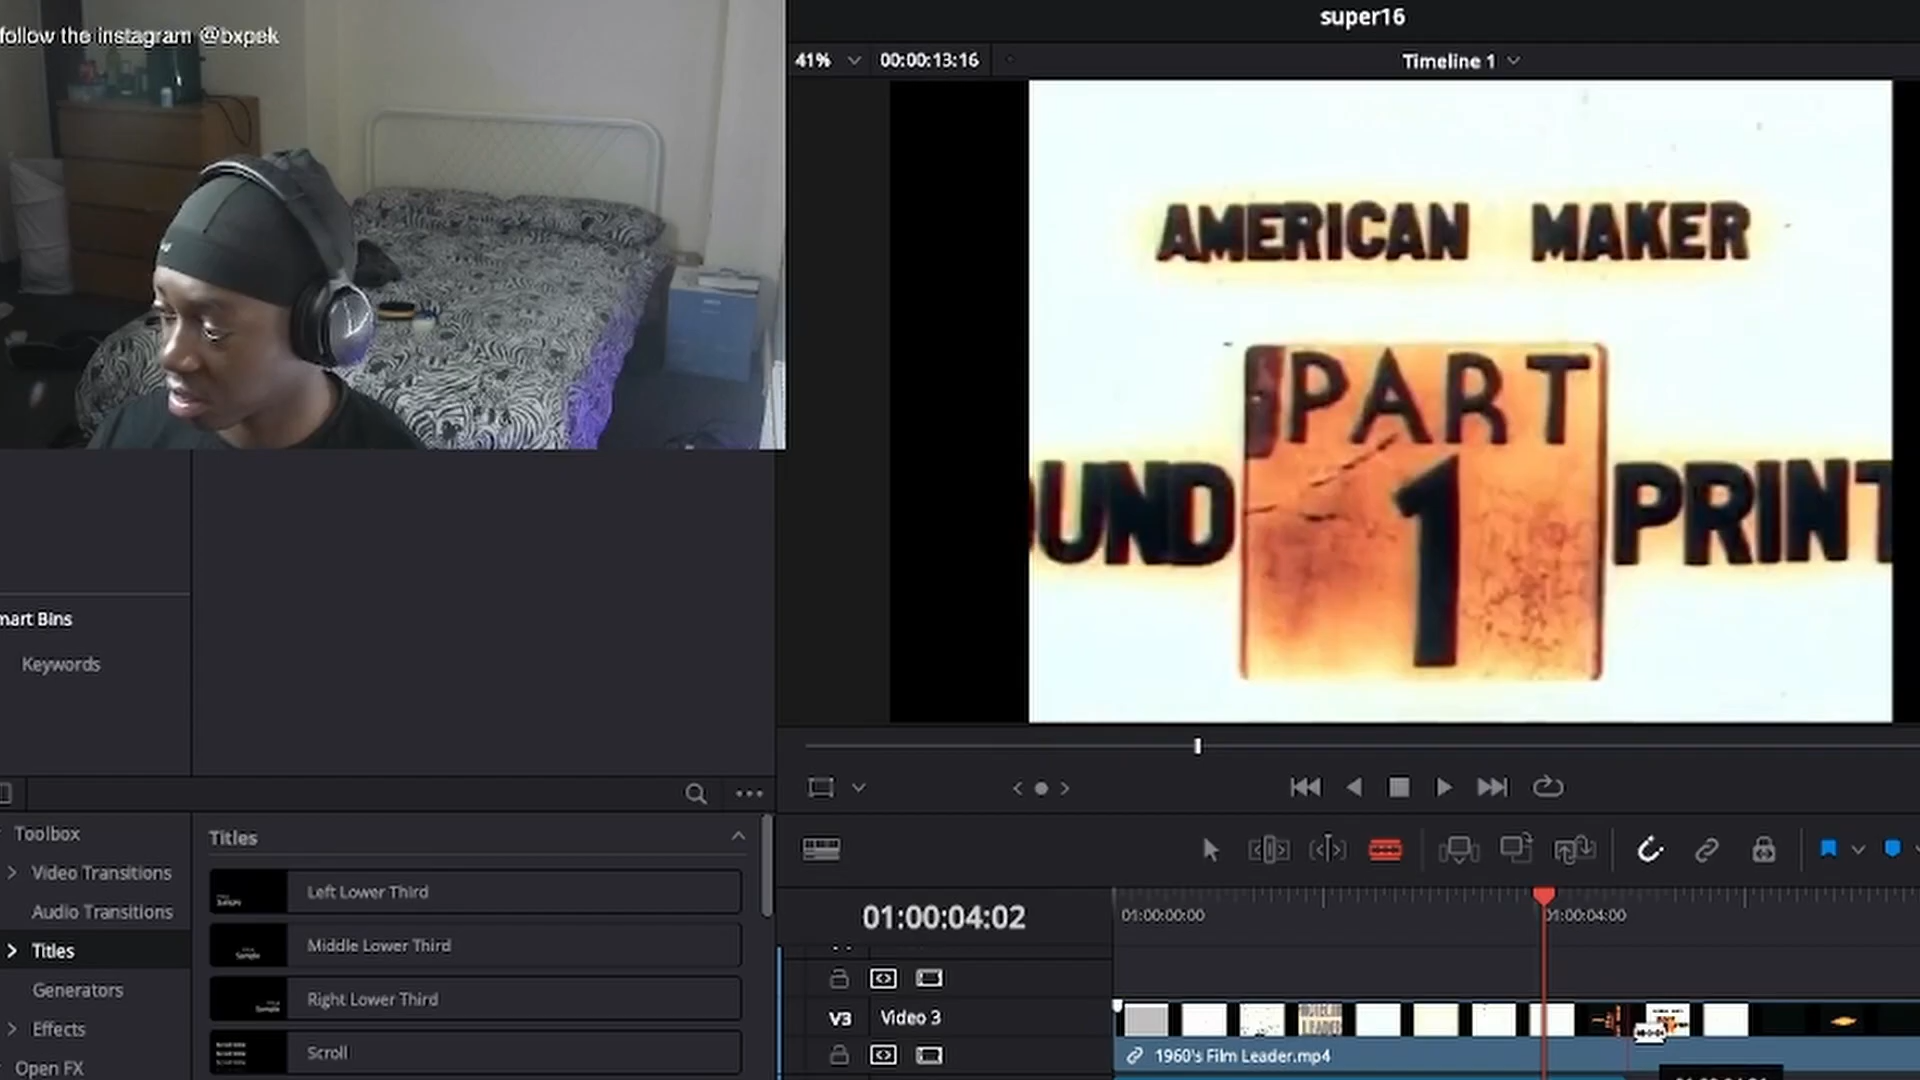 follow the instagram @bxpek
super16
41%
00:00:13:16
Timeline 1
AMERICAN MAKER
PART
1
UND
PRINT
mart Bins
Keywords
Toolbox
Video Transitions
Audio Transitions
Titles
Generators
Effects
Open FX
Titles
Left Lower Third
Middle Lower Third
Right Lower Third
Scroll
01:00:04:02
01:00:00:00
01:00:04:00
V3
Video 3
1960's Film Leader.mp4